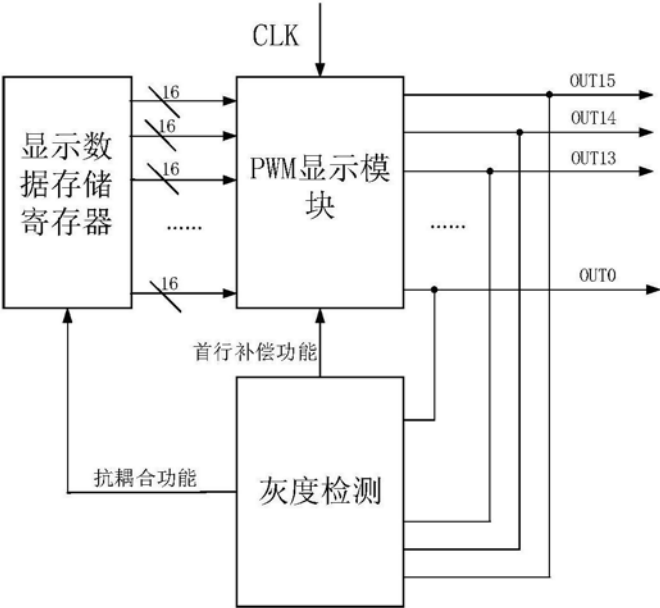 CLK
显示数
据存储
寄存器
16
16
16
......
16
PWM显示模
块
OUT15
OUT14
OUT13
......
OUT0
首行补偿功能
抗耦合功能
灰度检测